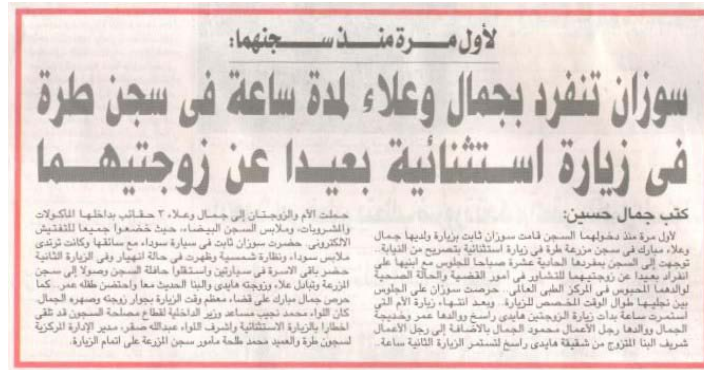 لأول مرة منذ سجنهما:
سوزان تنفرد بجمال وعلاء لمدة ساعة فى سجن طرة
فى زيارة استثنائية بعيدا عن زوجتيهما
كتب جمال حسين:
لأول مرة منذ دخولهما السجن قامت سوزان ثابت بزيارة ولديها جمال
وعلاء مبارك فى سجن مزرعة طرة فى زيارة استثنائية بتصريح من النيابة..
توجهت إلى السجن بمفردها الحادية عشرة صباحا للجلوس مع ابنيها على
انفراد بعيدا عن زوجتيهما للتشاور فى أمور القضية والحالة الصحية
لوالدهما المحبوس فى المركز الطبى العالمى.. حرصت سوزان على الجلوس
بين نجليها طوال الوقت المخصص للزيارة.. وبعد انتهاء زيارة الأم التى
استمرت ساعة بدأت زيارة الزوجتين هايدى راسخ ووالدها عمر وخديجة
الجمال ووالدها رجل الأعمال محمود الجمال بالاضافة إلى رجل الأعمال
شريف البنا المتزوج من شقيقة هايدى راسخ لتستمر الزيارة الثانية ساعة..
حملت الأم والزوجتان إلى جمال وعلاء ٣ حقائب بداخلها المأكولات
والمشروبات، وملابس السجن البيضاء، حيث خضعوا جميعا للتفتيش
الالكترونى. حضرت سوزان ثابت فى سيارة سوداء مع سائقها وكانت ترتدى
ملابس سوداء ونظارة شمسية وظهرت فى حالة انهيار وفى الزيارة الثانية
حضر باقى الاسرة فى سيارتين واستقلوا حافلة السجن وصولا إلى سجن
المزرعة وتبادل علاء وزوجته هايدى والبنا الحديث معا واحتضن طفله عمر. كما
حرص جمال مبارك على قضاء معظم وقت الزيارة بجوار زوجته وصهره الجمال.
كان اللواء محمد نجيب مساعد وزير الداخلية لقطاع مصلحة السجون قد تلقى
اخطارا بالزيارة الاستثنائية واشرف اللواء عبدالله صقر، مدير الإدارة المركزية
لسجون طرة والعميد محمد طلحة مأمور سجن المزرعة على اتمام الزيارة.